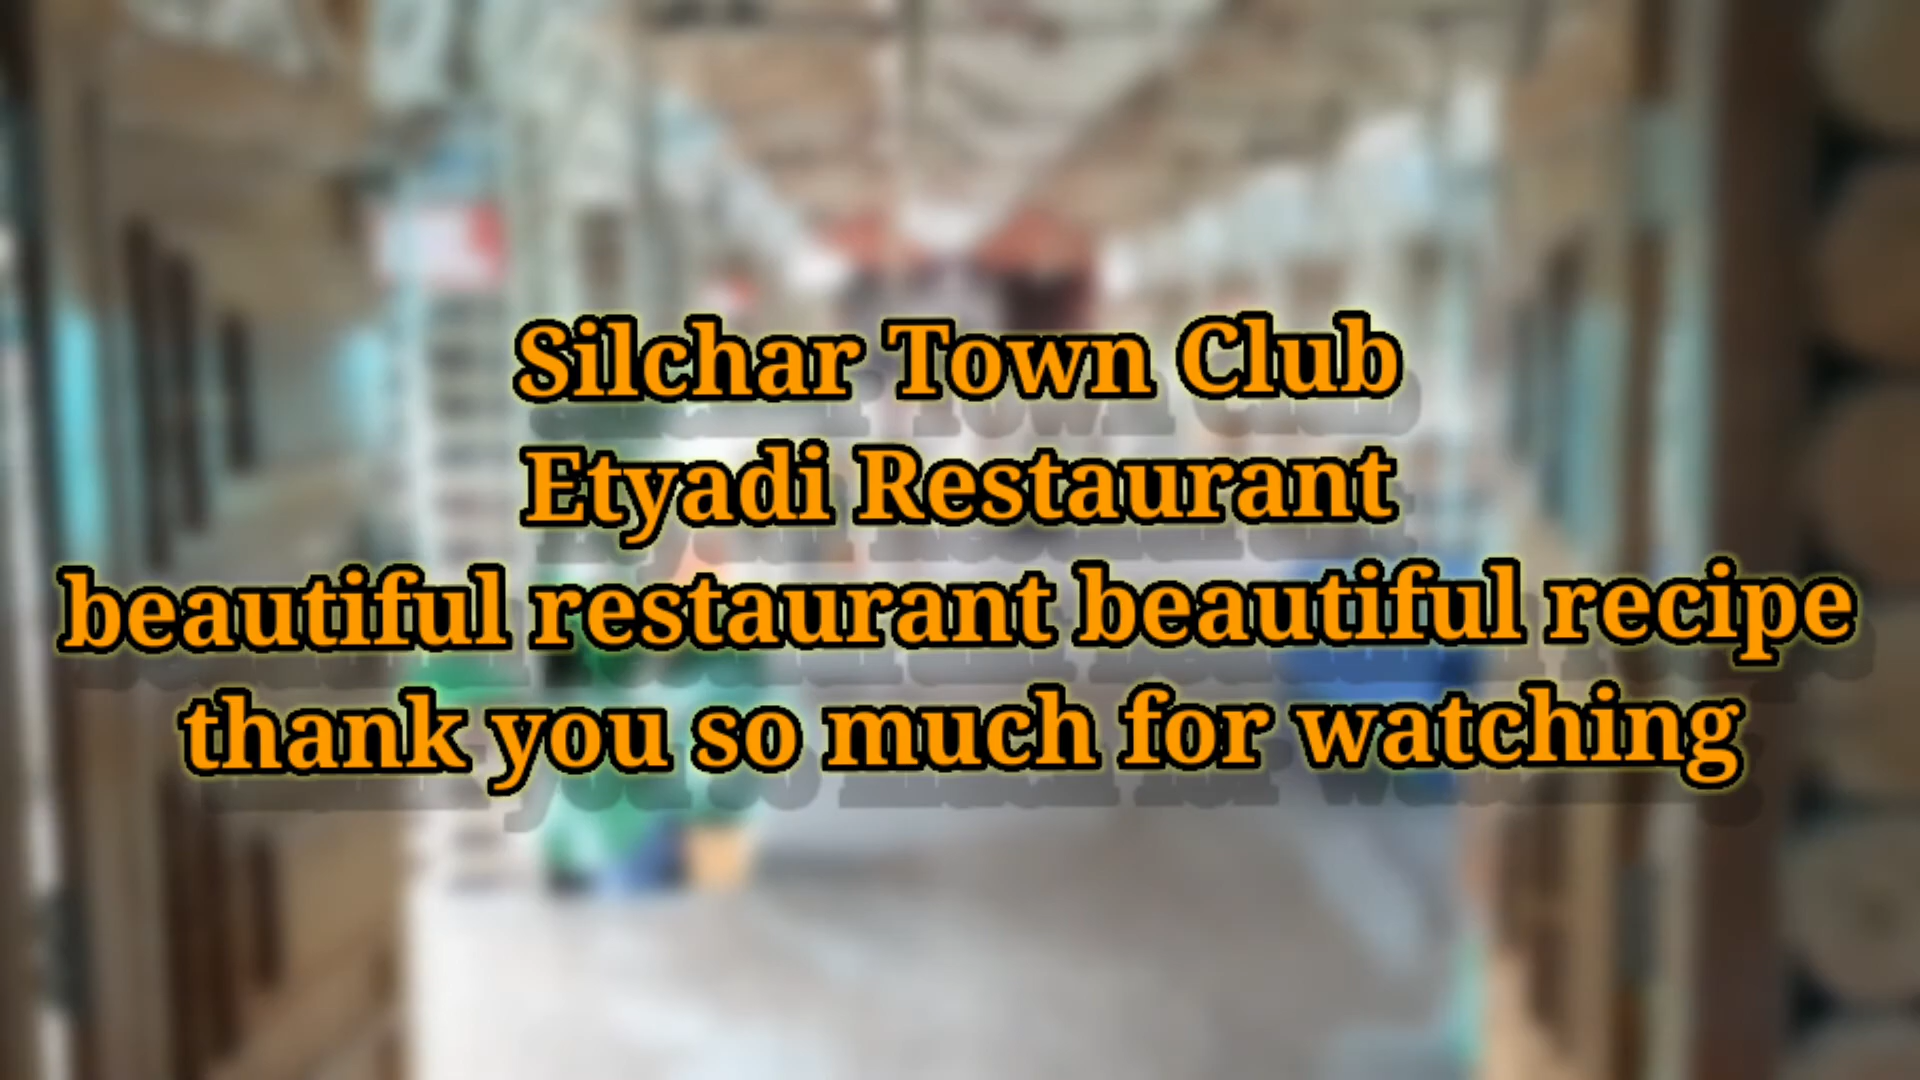 Silchar Town Club
Etyadi Restaurant
beautiful restaurant beautiful recipe
thank you so much for watching